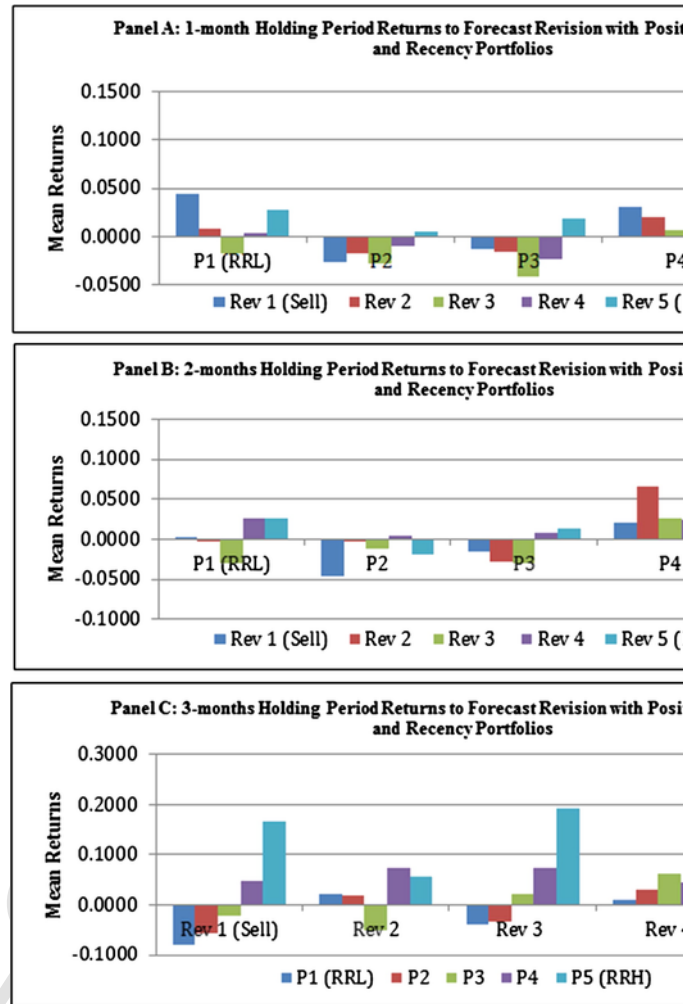 Panel A: 1-month Holding Period Returns to Forecast Revision with Posit
and Recency Portfolios
0.1500
0.1000
0.0500
0.0000
-0.0500
Mean Returns
P1 (RRL) P2 P3 P4
Rev 1 (Sell) Rev 2 Rev 3 Rev 4 Rev 5 (
Panel B: 2-months Holding Period Returns to Forecast Revision with Posi
and Recency Portfolios
0.1500
0.1000
0.0500
0.0000
-0.0500
-0.1000
Mean Returns
P1 (RRL) P2 P3 P4
Rev 1 (Sell) Rev 2 Rev 3 Rev 4 Rev 5 (
Panel C: 3-months Holding Period Returns to Forecast Revision with Posit
and Recency Portfolios
0.3000
0.2000
0.1000
0.0000
-0.1000
Mean Returns
Rev 1 (Sell) Rev 2 Rev 3 Rev 4
P1 (RRL) P2 P3 P4 P5 (RRH)